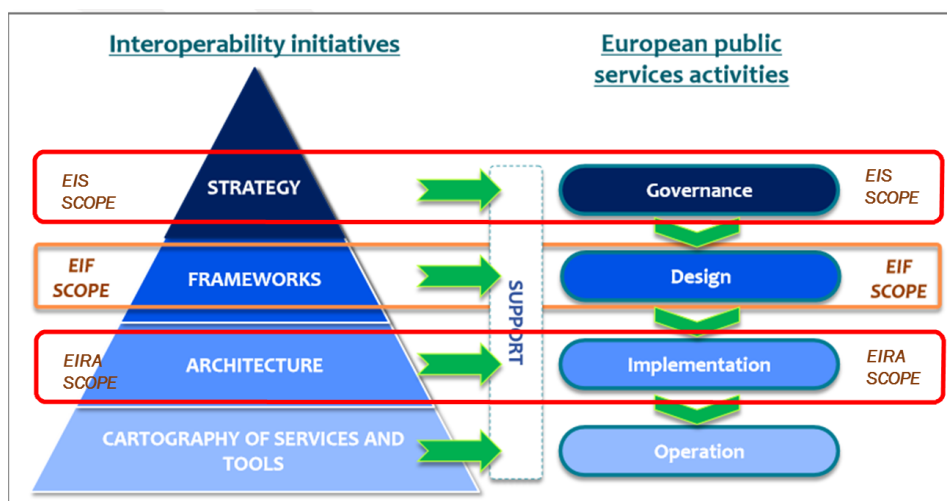 Interoperability initiatives
European public
services activities
EIS
SCOPE
STRATEGY
Governance
EIS
SCOPE
EIF
SCOPE
FRAMEWORKS
SUPPORT
Design
EIF
SCOPE
EIRA
SCOPE
ARCHITECTURE
Implementation
EIRA
SCOPE
CARTOGRAPHY OF SERVICES AND
TOOLS
Operation